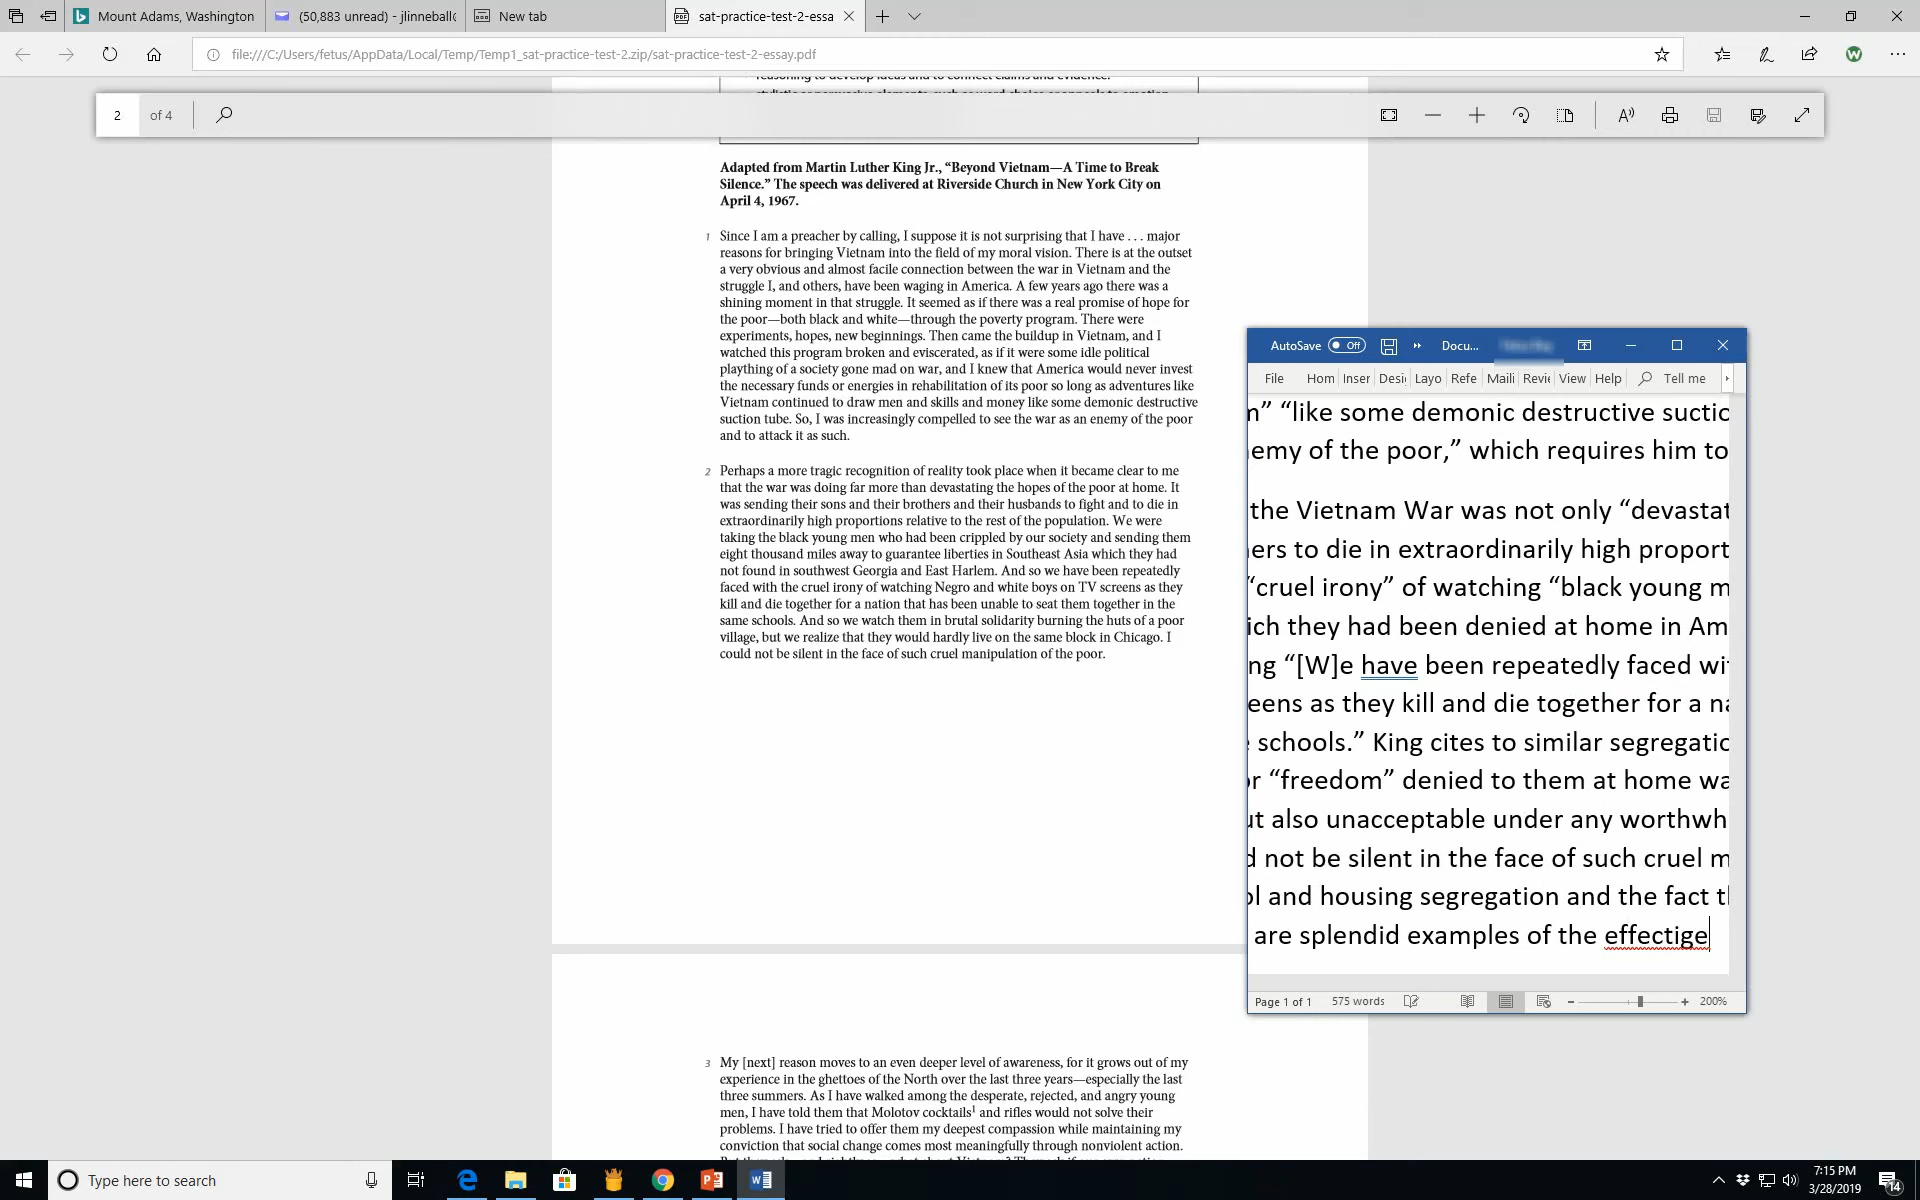 Mount Adams, Washington
(50,883 unread) - jlinneball
New tab
sat-practice-test-2-essa
file:///C:/Users/fetus/AppData/Local/Temp/Temp1_sat-practice-test-2.zip/sat-practice-test-2-essay.pdf
W
reasoning to develop ideas and to connect claims and evidence.
2 of 4
Adapted from Martin Luther King Jr., “Beyond Vietnam—A Time to Break
Silence.” The speech was delivered at Riverside Church in New York City on
April 4, 1967.
1 Since I am a preacher by calling, I suppose it is not surprising that I have . . . major
reasons for bringing Vietnam into the field of my moral vision. There is at the outset
a very obvious and almost facile connection between the war in Vietnam and the
struggle I, and others, have been waging in America. A few years ago there was a
shining moment in that struggle. It seemed as if there was a real promise of hope for
the poor—both black and white—through the poverty program. There were
experiments, hopes, new beginnings. Then came the buildup in Vietnam, and I
watched this program broken and eviscerated, as if it were some idle political
plaything of a society gone mad on war, and I knew that America would never invest
the necessary funds or energies in rehabilitation of its poor so long as adventures like
Vietnam continued to draw men and skills and money like some demonic destructive
suction tube. So, I was increasingly compelled to see the war as an enemy of the poor
and to attack it as such.
2 Perhaps a more tragic recognition of reality took place when it became clear to me
that the war was doing far more than devastating the hopes of the poor at home. It
was sending their sons and their brothers and their husbands to fight and to die in
extraordinarily high proportions relative to the rest of the population. We were
taking the black young men who had been crippled by our society and sending them
eight thousand miles away to guarantee liberties in Southeast Asia which they had
not found in southwest Georgia and East Harlem. And so we have been repeatedly
faced with the cruel irony of watching Negro and white boys on TV screens as they
kill and die together for a nation that has been unable to seat them together in the
same schools. And so we watch them in brutal solidarity burning the huts of a poor
village, but we realize that they would hardly live on the same block in Chicago. I
could not be silent in the face of such cruel manipulation of the poor.
3 My [next] reason moves to an even deeper level of awareness, for it grows out of my
experience in the ghettoes of the North over the last three years—especially the last
three summers. As I have walked among the desperate, rejected, and angry young
men, I have told them that Molotov cocktails1 and rifles would not solve their
problems. I have tried to offer them my deepest compassion while maintaining my
conviction that social change comes most meaningfully through nonviolent action.
AutoSave Off Docu...
File Hom Inser Desi Layo Refe Maili Revie View Help Tell me
m” “like some demonic destructive suctio
emy of the poor,” which requires him to
the Vietnam War was not only “devastat
ers to die in extraordinarily high proport
“cruel irony” of watching “black young m
ich they had been denied at home in Am
ng “[W]e have been repeatedly faced wi
eens as they kill and die together for a na
schools.” King cites to similar segregatio
or “freedom” denied to them at home wa
ut also unacceptable under any worthwh
d not be silent in the face of such cruel m
ol and housing segregation and the fact t
are splendid examples of the effectige
Page 1 of 1 575 words 200%
Type here to search
7:15 PM
3/28/2019
14